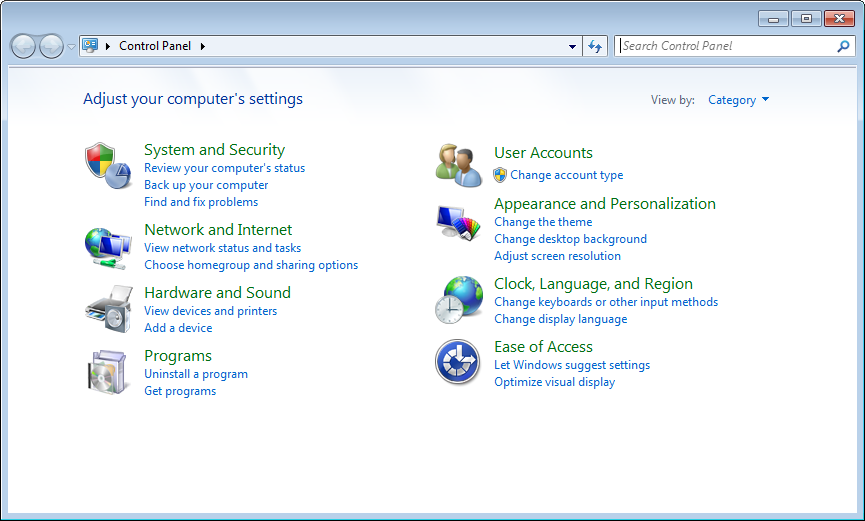 Control Panel
Search Control Panel
Adjust your computer's settings
View by: Category
System and Security
Review your computer's status
Back up your computer
Find and fix problems
Network and Internet
View network status and tasks
Choose homegroup and sharing options
Hardware and Sound
View devices and printers
Add a device
Programs
Uninstall a program
Get programs
User Accounts
Change account type
Appearance and Personalization
Change the theme
Change desktop background
Adjust screen resolution
Clock, Language, and Region
Change keyboards or other input methods
Change display language
Ease of Access
Let Windows suggest settings
Optimize visual display